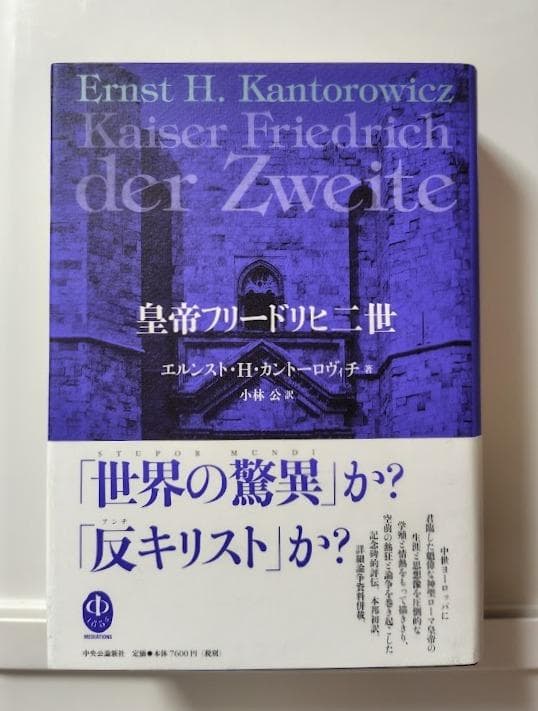 Ernst H. Kantorowicz
Kaiser Friedrich
der Zweite
皇帝フリードリヒ二世
エルンスト・H・カントーロヴィチ 著
小林 公 訳
STUPOR MUNDI
「世界の驚異」か?
アンチ
「反キリスト」か?
中世ヨーロッパに
君臨した魁偉な神聖ローマ皇帝の
生涯と思想像を圧倒的な
学殖と情熱をもって描ききり、
空前の熱狂と論争を巻き起こした
記念碑的評伝、本邦初訳。
詳細論争資料併載。
中
MEDIATIONS
中央公論新社 定価●本体7600円(税別)